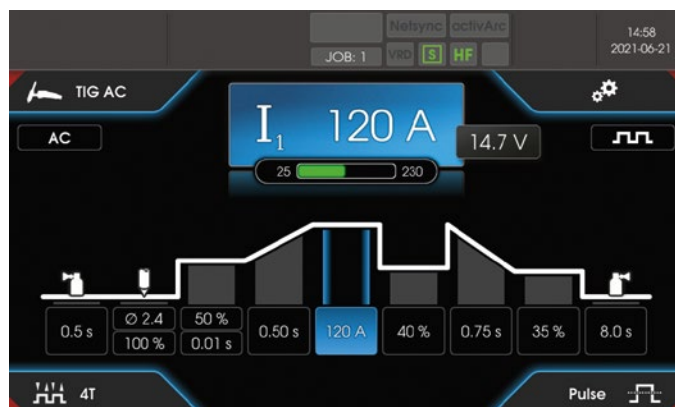 Netsync activArc
JOB: 1 VRD S HF
14:58
2021-06-21
TIG AC
AC
I1 120 A
14.7 V
25 230
0.5 s
Ø 2.4
100 %
50 %
0.01 s
0.50 s
120 A
40 %
0.75 s
35 %
8.0 s
4T
Pulse